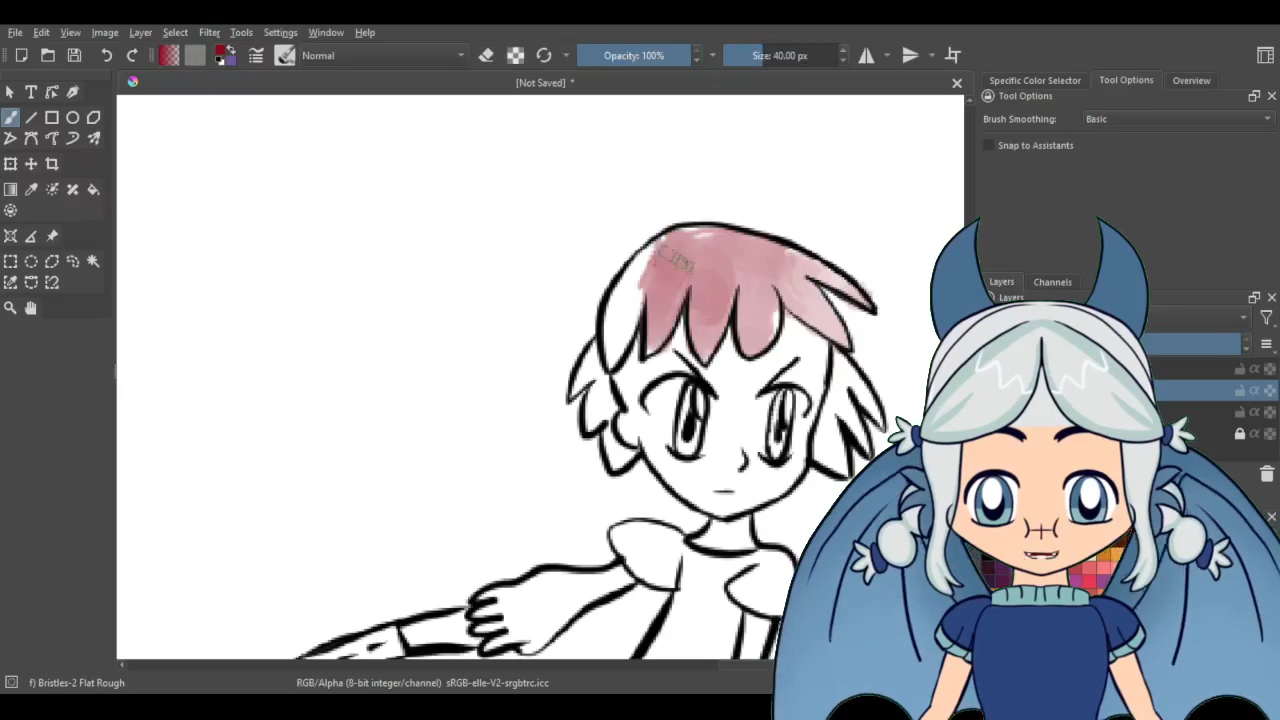 File Edit View Image Layer Select Filter Tools Settings Window Help
Normal Opacity: 100% Size: 40.00 px
[Not Saved] *
Specific Color Selector Tool Options Overview
Tool Options
Brush Smoothing: Basic
Snap to Assistants
Layers Channels
Layers
f) Bristles-2 Flat Rough RGB/Alpha (8-bit integer/channel) sRGB-elle-V2-srgbtrc.icc